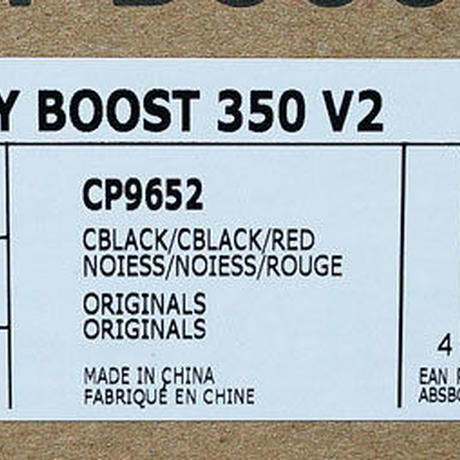 Y BOOST 350 V2
CP9652
CBLACK/CBLACK/RED
NOIESS/NOIESS/ROUGE
ORIGINALS
ORIGINALS
MADE IN CHINA
FABRIQUÉ EN CHINE
4
EAN
ABSBO